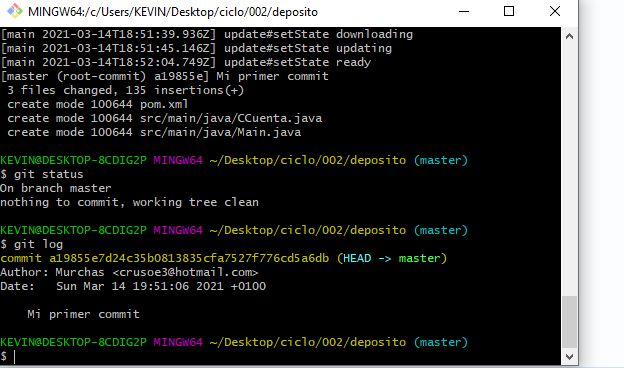 MINGW64:/c/Users/KEVIN/Desktop/ciclo/002/deposito
[main 2021-03-14T18:51:39.936Z] update#setState downloading
[main 2021-03-14T18:51:45.146Z] update#setState updating
[main 2021-03-14T18:52:04.749Z] update#setState ready
[master (root-commit) a19855e] Mi primer commit
 3 files changed, 135 insertions(+)
 create mode 100644 pom.xml
 create mode 100644 src/main/java/CCuenta.java
 create mode 100644 src/main/java/Main.java
KEVIN@DESKTOP-8CDIG2P MINGW64 ~/Desktop/ciclo/002/deposito (master)
$ git status
On branch master
nothing to commit, working tree clean
KEVIN@DESKTOP-8CDIG2P MINGW64 ~/Desktop/ciclo/002/deposito (master)
$ git log
commit a19855e7d24c35b0813835cfa7527f776cd5a6db (HEAD -> master)
Author: Murchas <crusoe3@hotmail.com>
Date:   Sun Mar 14 19:51:06 2021 +0100
    Mi primer commit
KEVIN@DESKTOP-8CDIG2P MINGW64 ~/Desktop/ciclo/002/deposito (master)
$